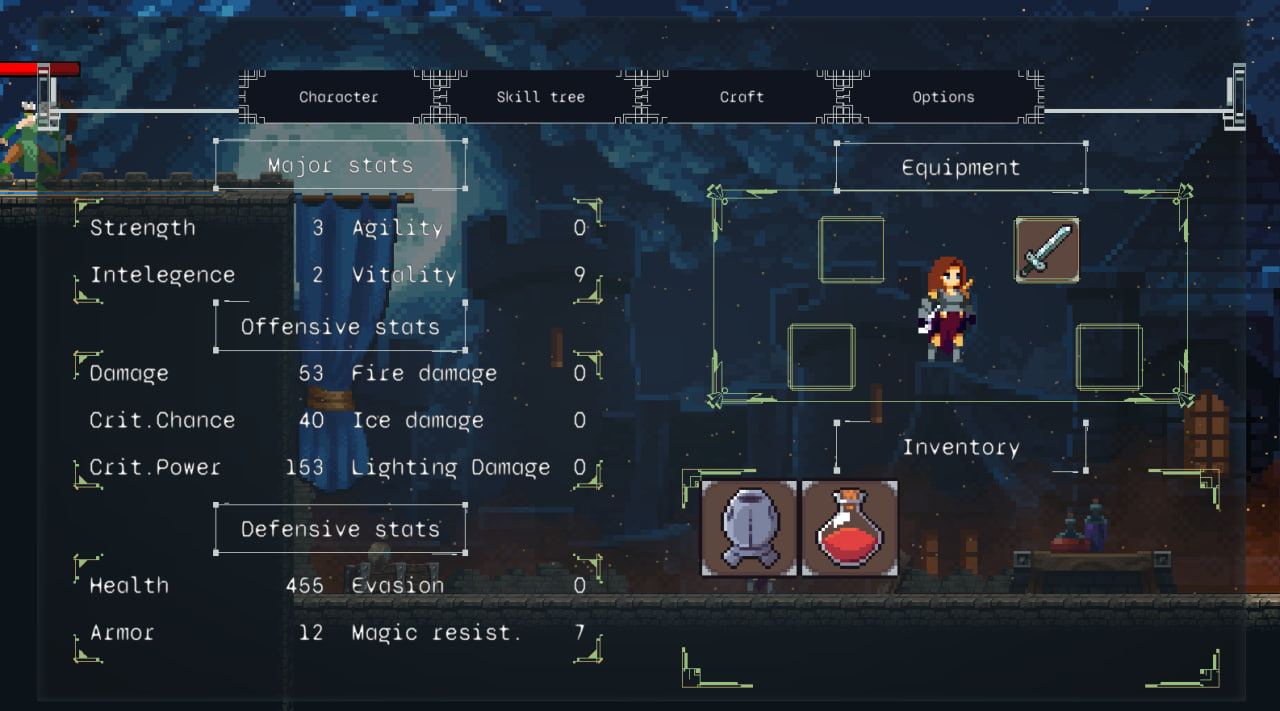 Character Skill tree Craft Options
Major stats
Strength 3 Agility 0
Intelegence 2 Vitality 9
Offensive stats
Damage 53 Fire damage 0
Crit.Chance 40 Ice damage 0
Crit.Power 153 Lighting Damage 0
Defensive stats
Health 455 Evasion 0
Armor 12 Magic resist. 7
Equipment
Inventory